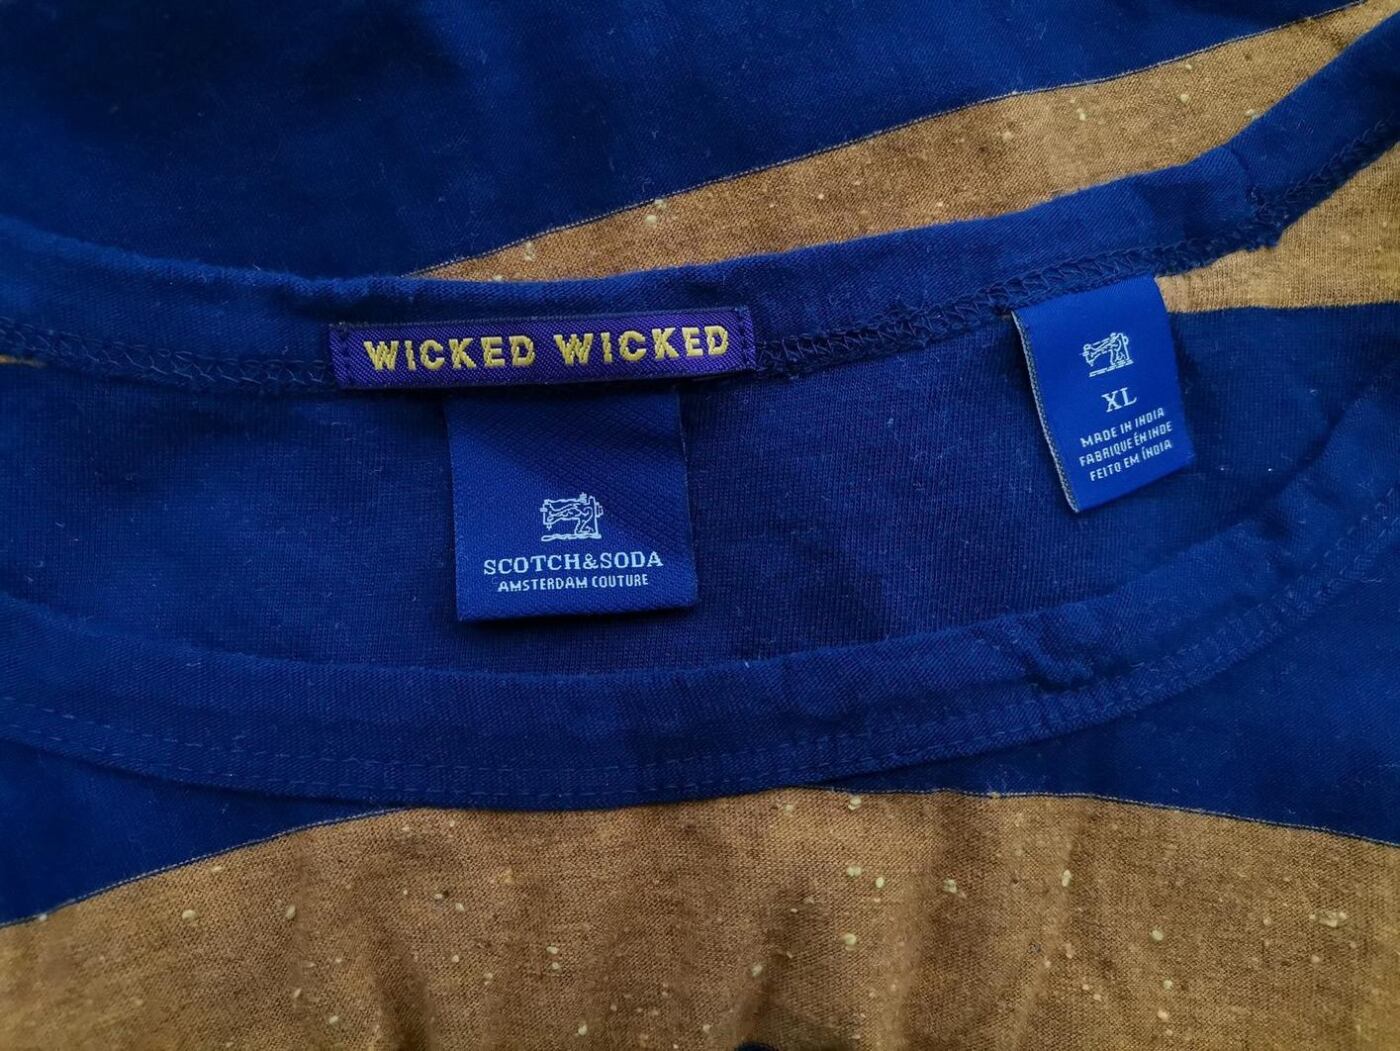 WICKED WICKED
SCOTCH&SODA
AMSTERDAM COUTURE
XL
MADE IN INDIA
FABRIQUÉ EN INDE
FEITO EM ÍNDIA